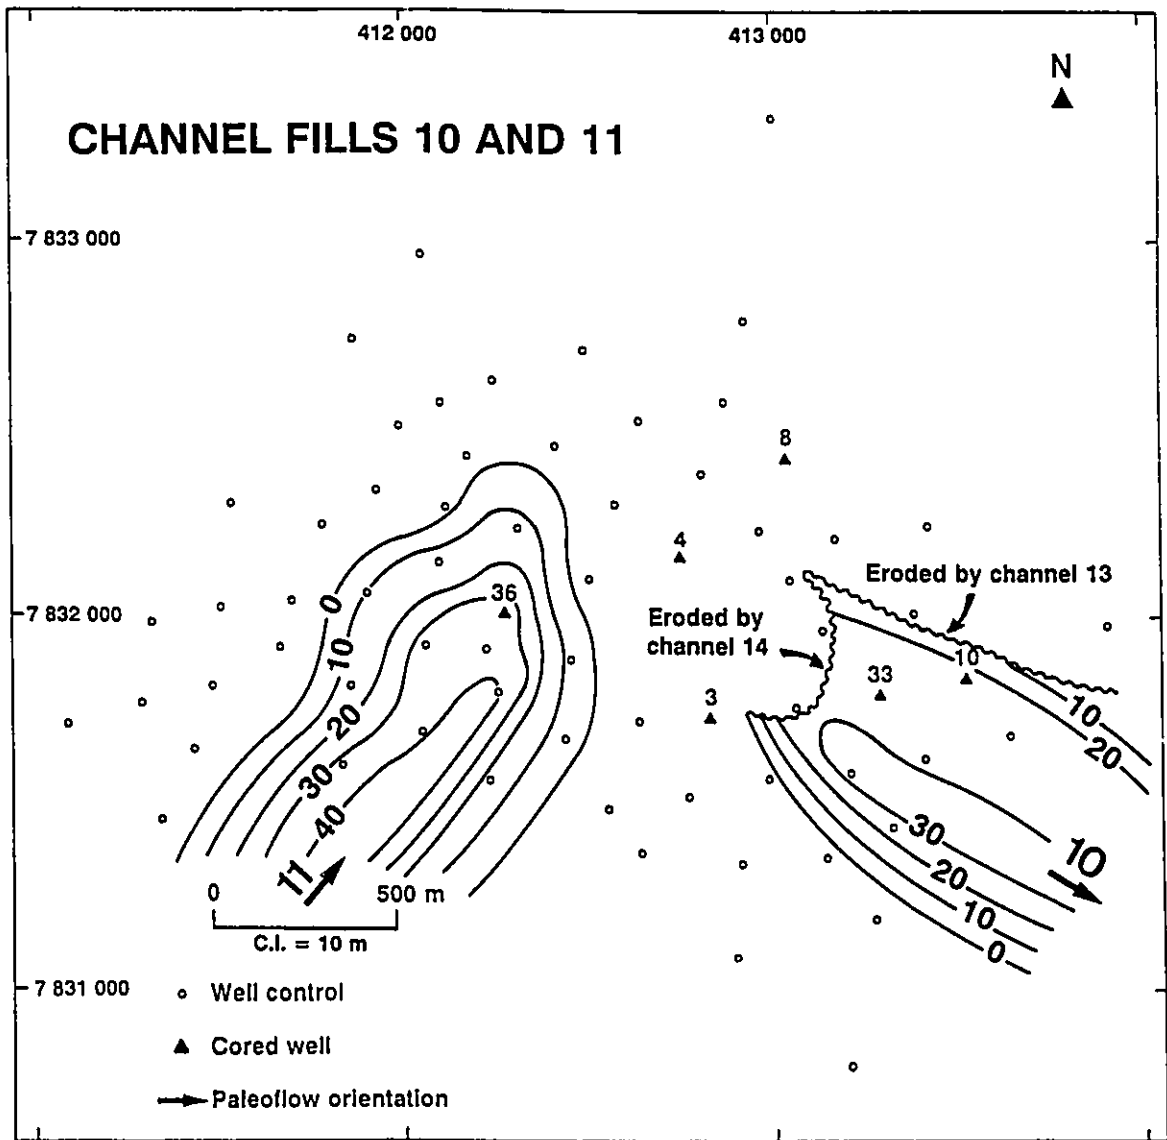 412 000
413 000
N
CHANNEL FILLS 10 AND 11
7 833 000
8
4
Eroded by channel 13
36
7 832 000
0
Eroded by
channel 14
10
10
33
3
20
10
20
30
40
30
10
11
20
0
500 m
10
C.I. = 10 m
0
7 831 000
Well control
Cored well
Paleoflow orientation